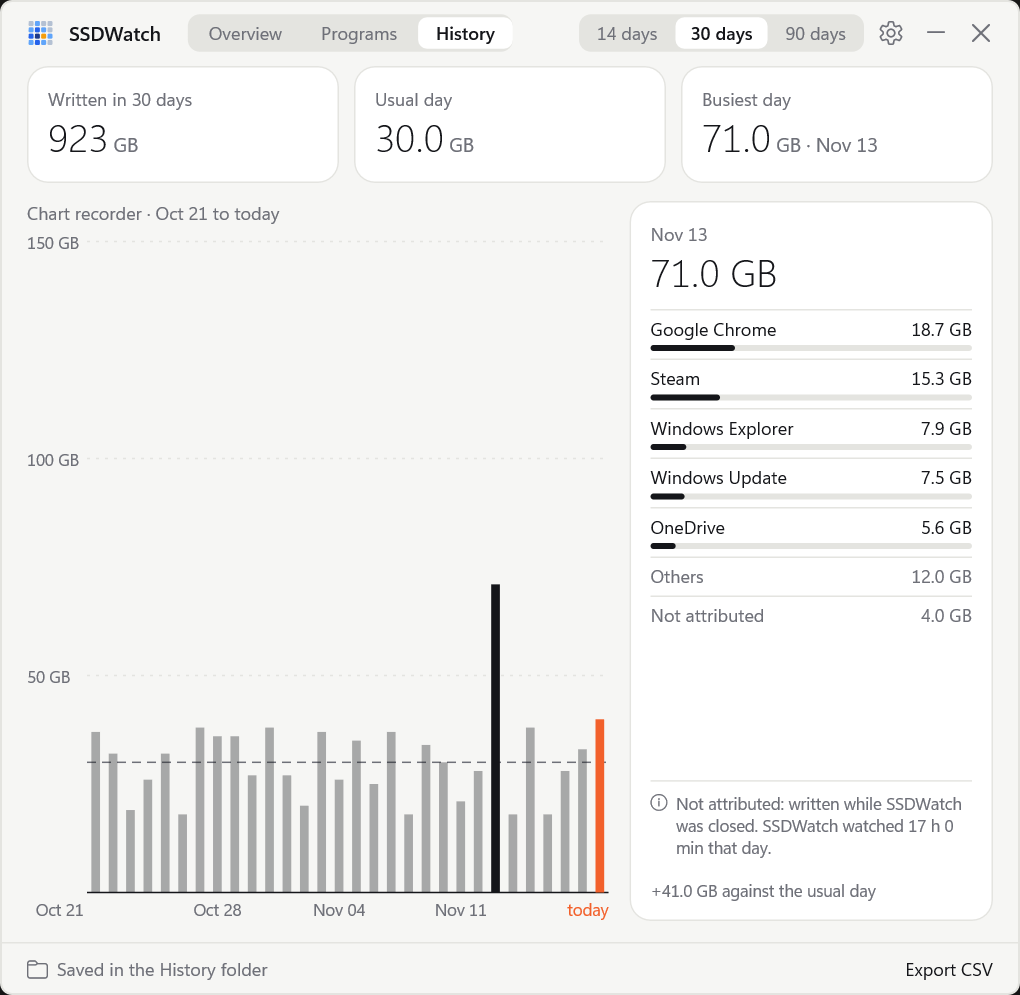 SSDWatch
Overview
Programs
History
14 days
30 days
90 days
Written in 30 days
923 GB
Usual day
30.0 GB
Busiest day
71.0 GB · Nov 13
Chart recorder · Oct 21 to today
150 GB
100 GB
50 GB
Oct 21
Oct 28
Nov 04
Nov 11
today
Nov 13
71.0 GB
Google Chrome 18.7 GB
Steam 15.3 GB
Windows Explorer 7.9 GB
Windows Update 7.5 GB
OneDrive 5.6 GB
Others 12.0 GB
Not attributed 4.0 GB
Not attributed: written while SSDWatch
was closed. SSDWatch watched 17 h 0
min that day.
+41.0 GB against the usual day
Saved in the History folder
Export CSV